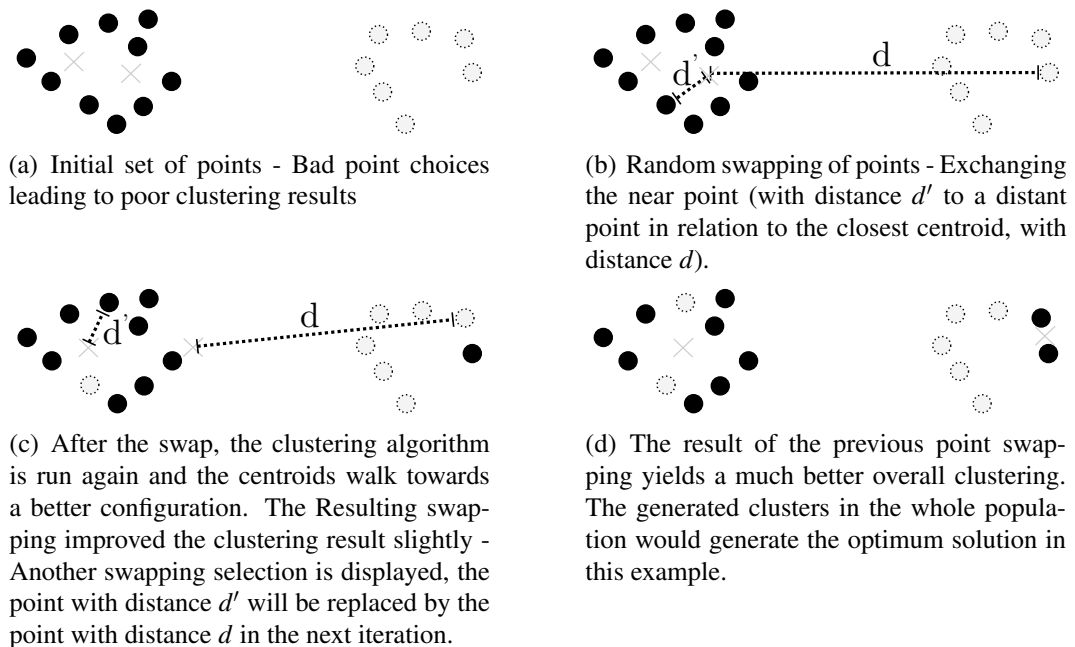 d'
d
(a) Initial set of points - Bad point choices
leading to poor clustering results
(b) Random swapping of points - Exchanging
the near point (with distance d′ to a distant
point in relation to the closest centroid, with
distance d).
d'
d
(c) After the swap, the clustering algorithm
is run again and the centroids walk towards
a better configuration. The Resulting swap-
ping improved the clustering result slightly -
Another swapping selection is displayed, the
point with distance d′ will be replaced by the
point with distance d in the next iteration.
(d) The result of the previous point swap-
ping yields a much better overall clustering.
The generated clusters in the whole popula-
tion would generate the optimum solution in
this example.